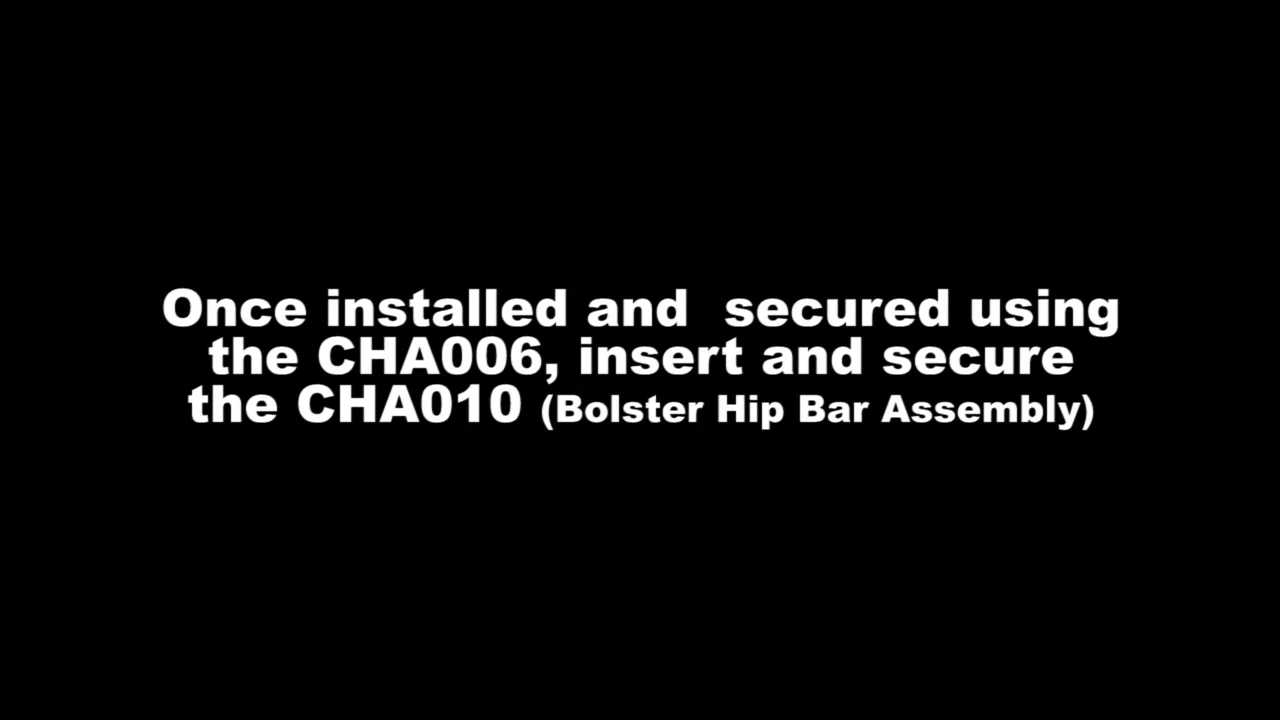 Once installed and  secured using
the CHA006, insert and secure
the CHA010 (Bolster Hip Bar Assembly)